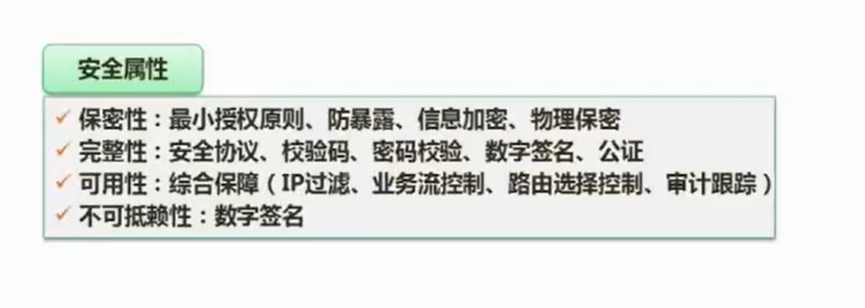 安全属性
✓ 保密性：最小授权原则、防暴露、信息加密、物理保密
✓ 完整性：安全协议、校验码、密码校验、数字签名、公证
✓ 可用性：综合保障（IP过滤、业务流控制、路由选择控制、审计跟踪）
✓ 不可抵赖性：数字签名